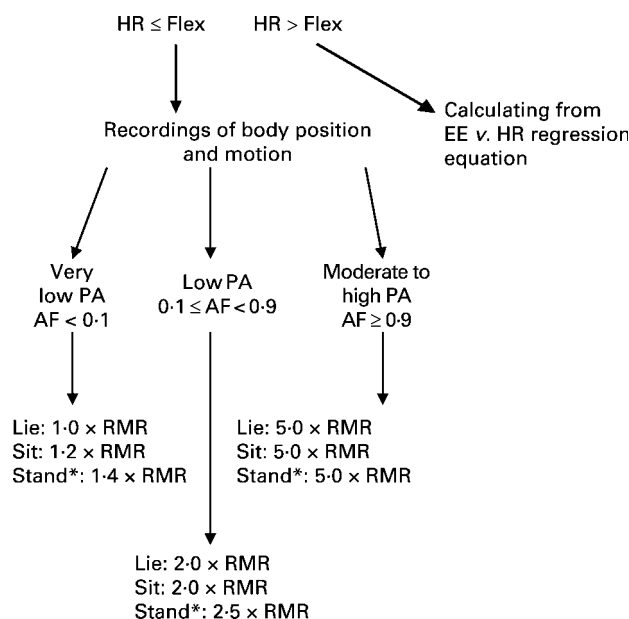 HR ≤ Flex
HR > Flex
Calculating from
EE v. HR regression
equation
Recordings of body position
and motion
Very
low PA
AF < 0·1
Low PA
0·1 ≤ AF < 0·9
Moderate to
high PA
AF ≥ 0·9
Lie: 1·0 × RMR
Sit: 1·2 × RMR
Stand*: 1·4 × RMR
Lie: 5·0 × RMR
Sit: 5·0 × RMR
Stand*: 5·0 × RMR
Lie: 2·0 × RMR
Sit: 2·0 × RMR
Stand*: 2·5 × RMR